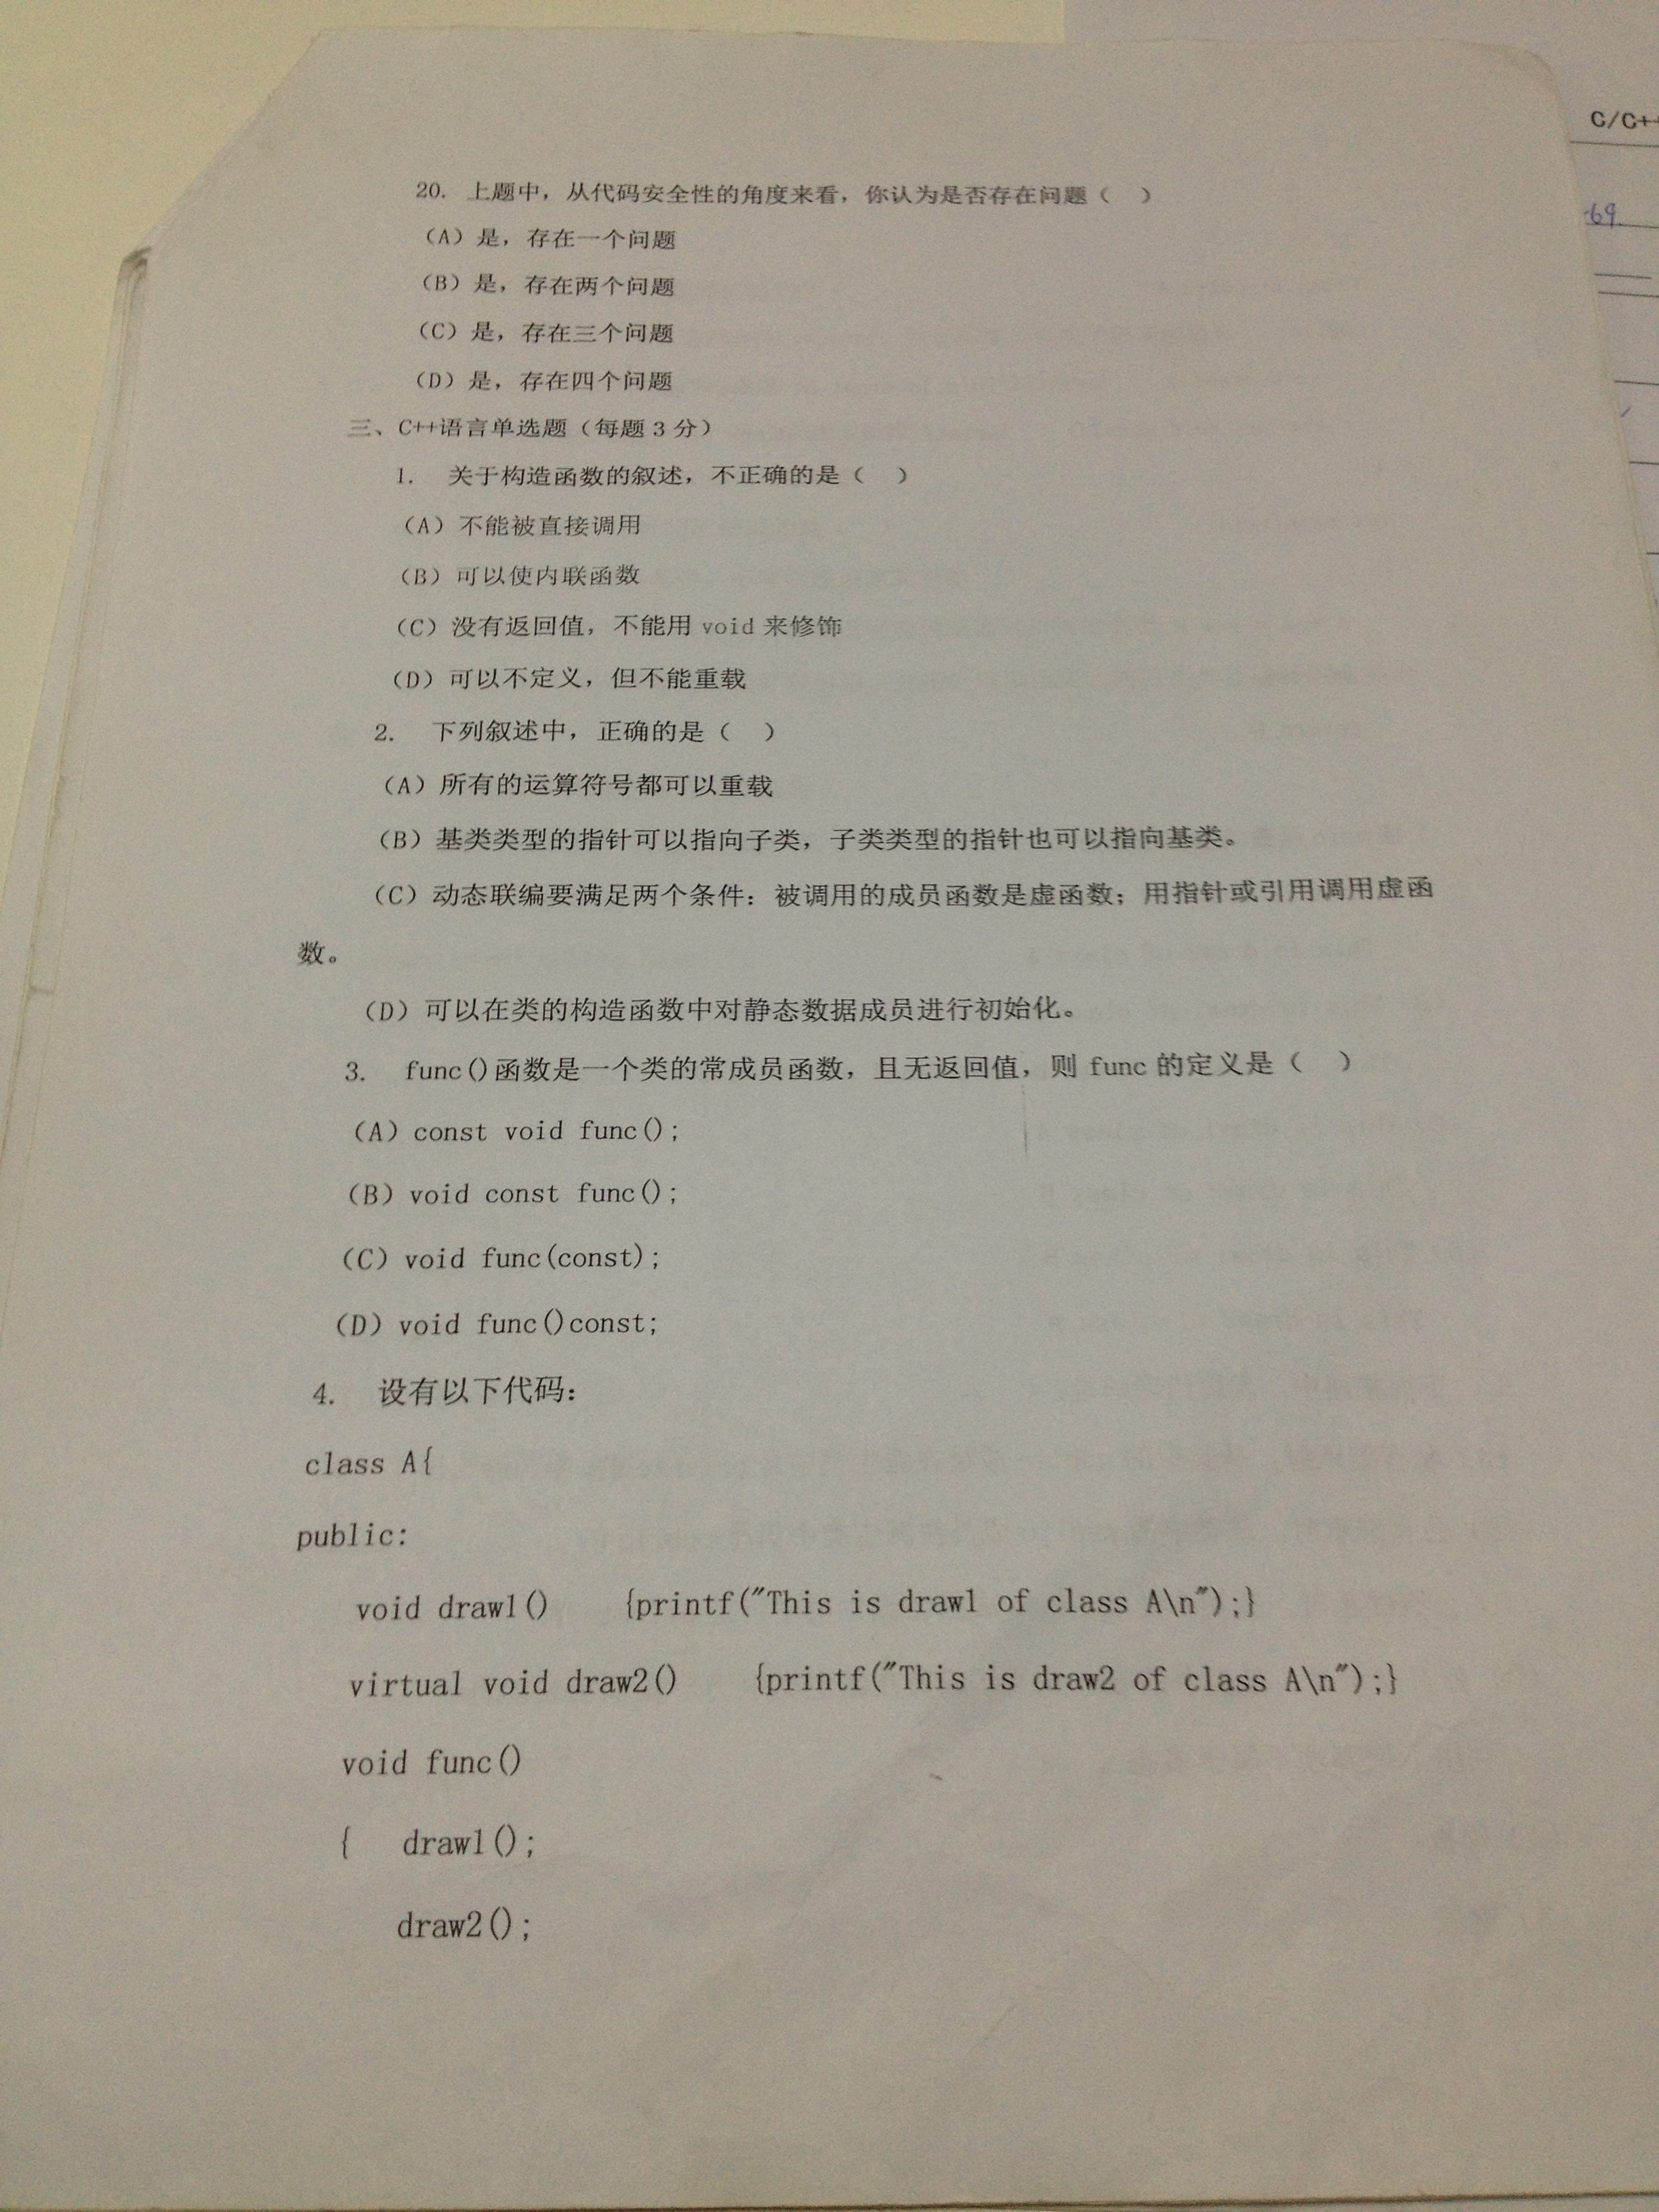 C/C++
69
20. 上题中，从代码安全性的角度来看，你认为是否存在问题（ ）
（A）是，存在一个问题
（B）是，存在两个问题
（C）是，存在三个问题
（D）是，存在四个问题
三、C++语言单选题（每题3分）
1. 关于构造函数的叙述，不正确的是（ ）
（A）不能被直接调用
（B）可以使内联函数
（C）没有返回值，不能用 void 来修饰
（D）可以不定义，但不能重载
2. 下列叙述中，正确的是（ ）
（A）所有的运算符号都可以重载
（B）基类类型的指针可以指向子类，子类类型的指针也可以指向基类。
（C）动态联编要满足两个条件：被调用的成员函数是虚函数；用指针或引用调用虚函
数。
（D）可以在类的构造函数中对静态数据成员进行初始化。
3. func()函数是一个类的常成员函数，且无返回值，则 func 的定义是（ ）
（A）const void func();
（B）void const func();
（C）void func(const);
（D）void func()const;
4. 设有以下代码：
class A{
public:
void draw1() {printf("This is draw1 of class A\n");}
virtual void draw2() {printf("This is draw2 of class A\n");}
void func()
{ draw1();
draw2();